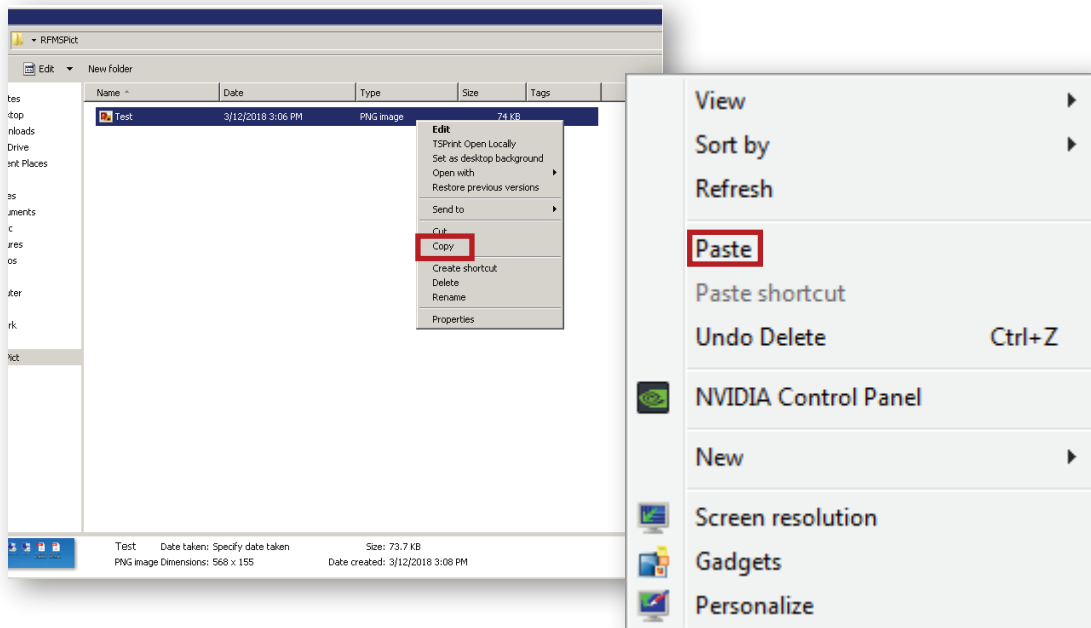 RFMSPict
Edit New folder
Name Date Type Size Tags
Test 3/12/2018 3:06 PM PNG image 74 KB
Edit
TSPrint Open Locally
Set as desktop background
Open with
Restore previous versions
Send to
Cut
Copy
Create shortcut
Delete
Rename
Properties
tes
ktop
nloads
Drive
ent Places
es
uments
c
ures
os
uter
rk
Pict
Test Date taken: Specify date taken Size: 73.7 KB
PNG image Dimensions: 568 x 155 Date created: 3/12/2018 3:08 PM
View
Sort by
Refresh
Paste
Paste shortcut
Undo Delete Ctrl+Z
NVIDIA Control Panel
New
Screen resolution
Gadgets
Personalize